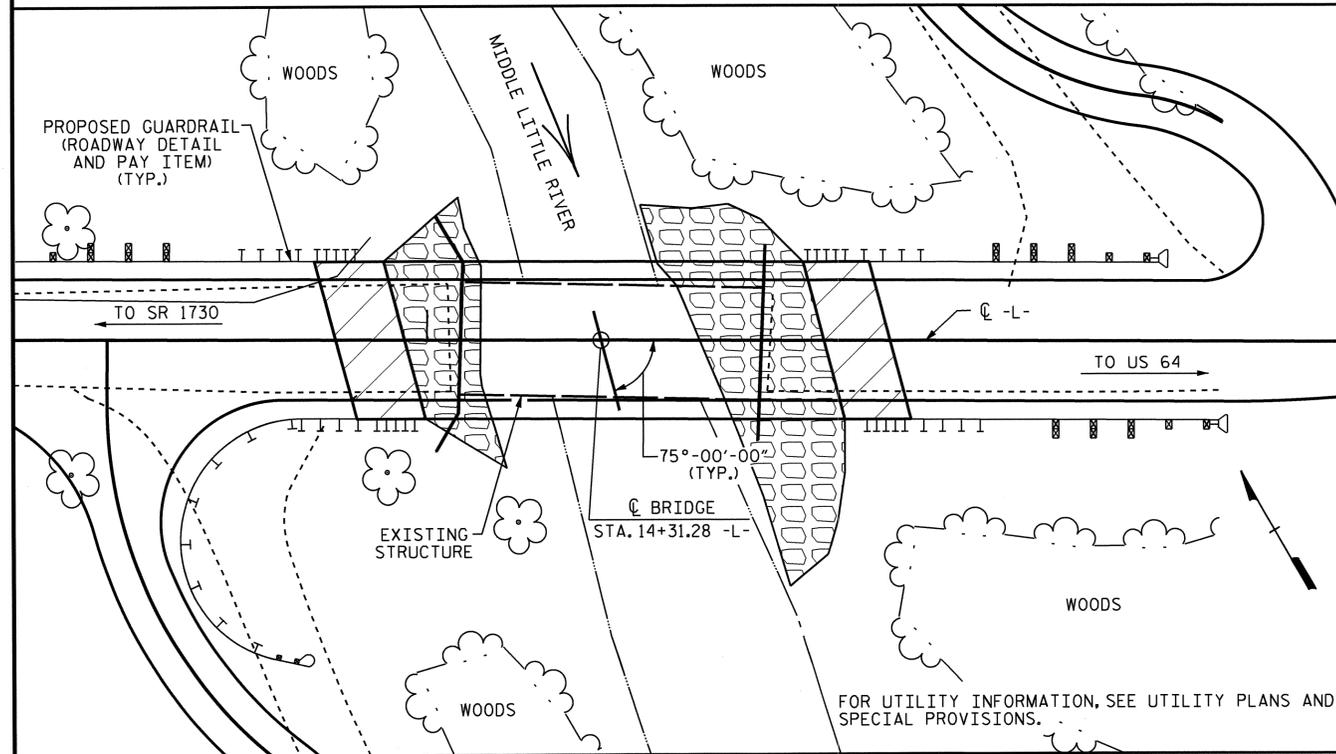 WOODS
WOODS
MIDDLE LITTLE RIVER
PROPOSED GUARDRAIL
(ROADWAY DETAIL
AND PAY ITEM)
(TYP.)
TO SR 1730
℄ -L-
TO US 64
75°-00'-00"
(TYP.)
℄ BRIDGE
STA. 14+31.28 -L-
EXISTING
STRUCTURE
WOODS
WOODS
FOR UTILITY INFORMATION, SEE UTILITY PLANS AND
SPECIAL PROVISIONS.